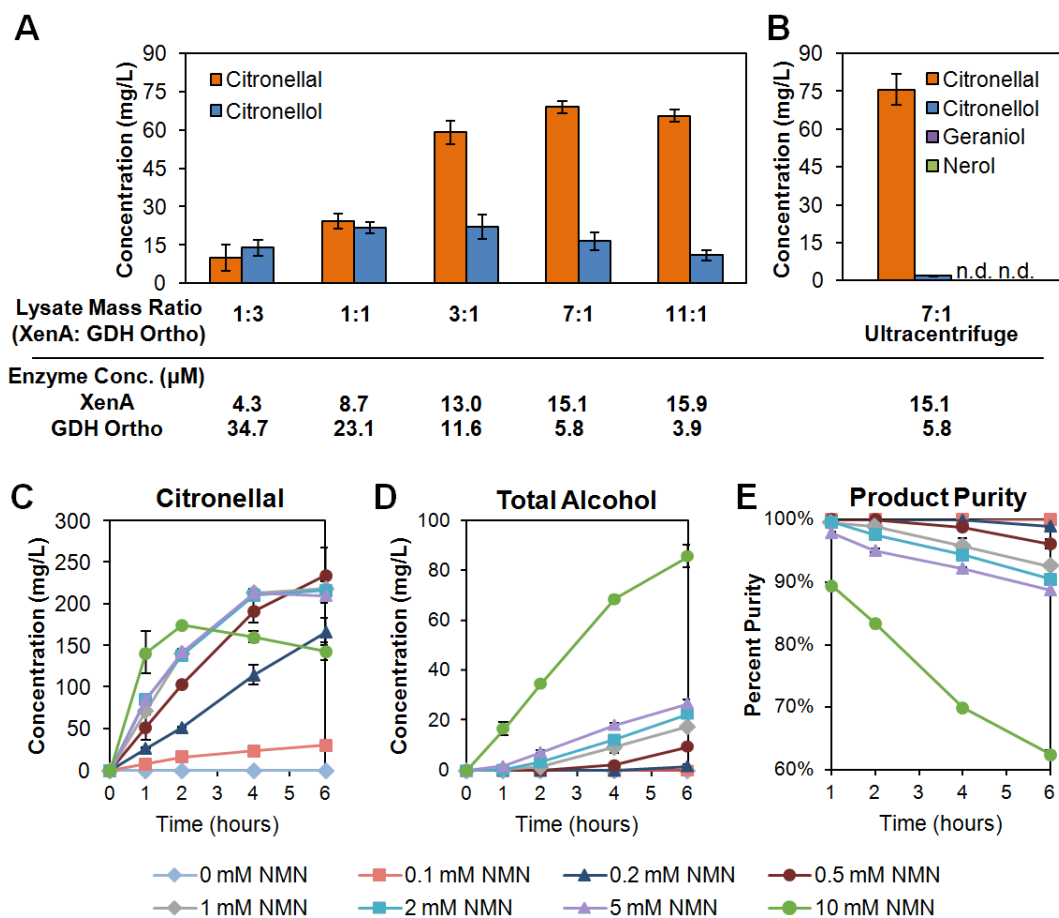 A
B
90
75
60
45
30
15
0
Concentration (mg/L)
Citronellal
Citronellol
90
75
60
45
30
15
0
Concentration (mg/L)
Citronellal
Citronellol
Geraniol
Nerol
n.d. n.d.
Lysate Mass Ratio 1:3 1:1 3:1 7:1 11:1 7:1
(XenA: GDH Ortho) Ultracentrifuge
Enzyme Conc. (µM)
XenA 4.3 8.7 13.0 15.1 15.9 15.1
GDH Ortho 34.7 23.1 11.6 5.8 3.9 5.8
C Citronellal
300
250
200
150
100
50
0
Concentration (mg/L)
0 1 2 3 4 5 6
Time (hours)
D Total Alcohol
100
80
60
40
20
0
Concentration (mg/L)
0 1 2 3 4 5 6
Time (hours)
E Product Purity
100%
90%
80%
70%
60%
Percent Purity
1 2 3 4 5 6
Time (hours)
0 mM NMN 0.1 mM NMN 0.2 mM NMN 0.5 mM NMN
1 mM NMN 2 mM NMN 5 mM NMN 10 mM NMN